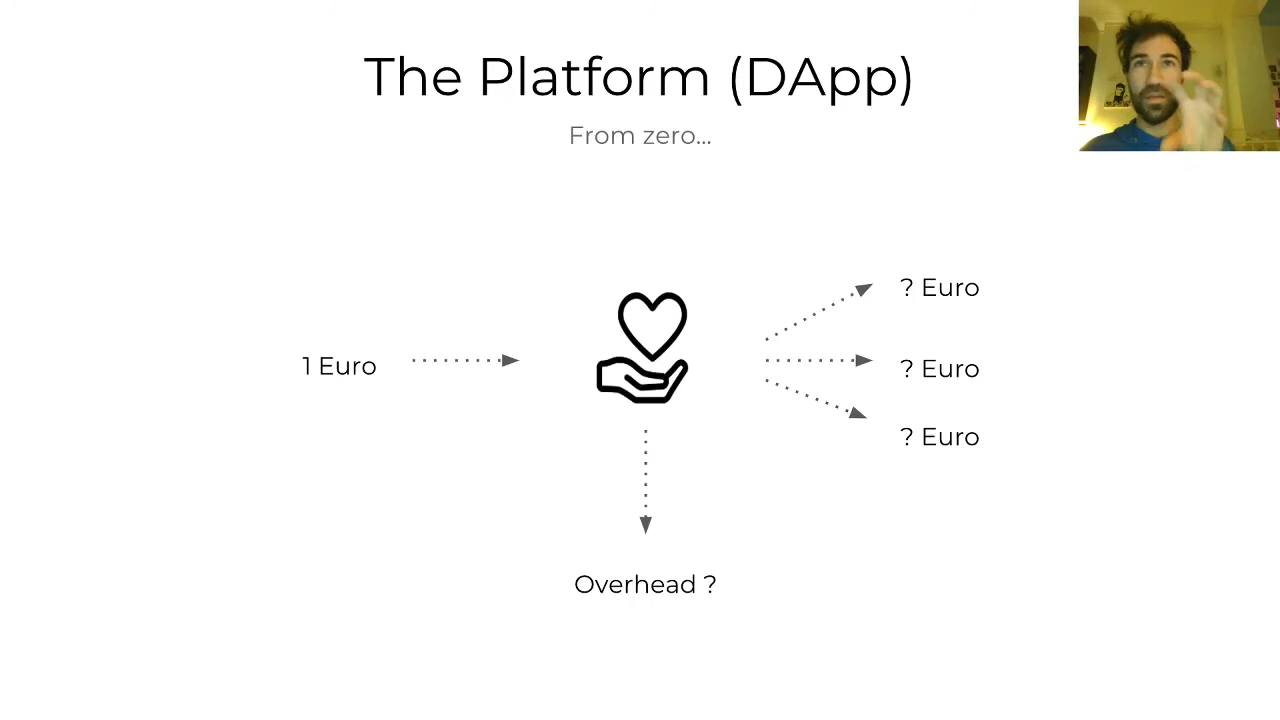 The Platform (DApp)
From zero...
? Euro
1 Euro
? Euro
? Euro
Overhead ?